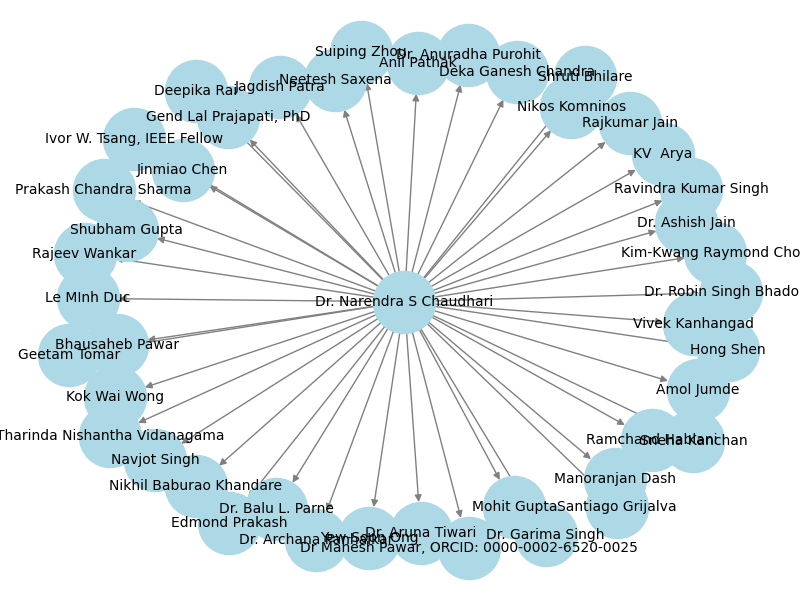 Suiping Zhou
Dr. Anuradha Purohit
Anil Pathak
Deka Ganesh Chandra
Shruti Bhilare
Neetesh Saxena
Jagdish Patra
Deepika Rai
Nikos Komninos
Gend Lal Prajapati, PhD
Rajkumar Jain
Ivor W. Tsang, IEEE Fellow
KV Arya
Jinmiao Chen
Prakash Chandra Sharma
Ravindra Kumar Singh
Shubham Gupta
Dr. Ashish Jain
Rajeev Wankar
Kim-Kwang Raymond Cho
Le MInh Duc
Dr. Narendra S Chaudhari
Dr. Robin Singh Bhado
Vivek Kanhangad
Bhausaheb Pawar
Geetam Tomar
Hong Shen
Kok Wai Wong
Amol Jumde
Tharinda Nishantha Vidanagama
Ramchand Hablani
Sneha Kanchan
Navjot Singh
Manoranjan Dash
Nikhil Baburao Khandare
Dr. Balu L. Parne
Mohit Gupta
Santiago Grijalva
Edmond Prakash
Dr. Aruna Tiwari
Dr. Garima Singh
Dr. Archana
Yew Soon Ong
Dr Mahesh Pawar, ORCID: 0000-0002-6520-0025